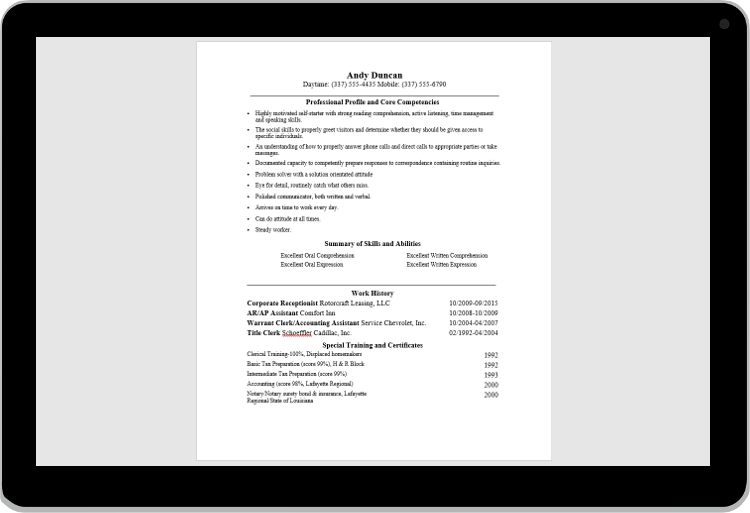 Andy Duncan
Daytime: (337) 555-4435 Mobile: (337) 555-6790
Professional Profile and Core Competencies
• Highly motivated self-starter with strong reading comprehension, active listening, time management
and speaking skills.
• The social skills to properly greet visitors and determine whether they should be given access to
specific individuals.
• An understanding of how to properly answer phone calls and direct calls to appropriate parties or take
messages.
• Documented capacity to competently prepare responses to correspondence containing routine inquiries.
• Problem solver with a solution orientated attitude
• Eye for detail, routinely catch what others miss.
• Polished communicator, both written and verbal.
• Arrives on time to work every day.
• Can do attitude at all times.
• Steady worker.
Summary of Skills and Abilities
Excellent Oral Comprehension Excellent Written Comprehension
Excellent Oral Expression Excellent Written Expression
Work History
Corporate Receptionist Rotorcraft Leasing, LLC 10/2009-09/2015
AR/AP Assistant Comfort Inn 10/2008-10/2009
Warrant Clerk/Accounting Assistant Service Chevrolet, Inc. 10/2004-04/2007
Title Clerk Schoeffler Cadillac, Inc. 02/1992-04/2004
Special Training and Certificates
Clerical Training-100%, Displaced homemakers 1992
Basic Tax Preparation (score 99%), H & R Block 1992
Intermediate Tax Preparation (score 99%) 1993
Accounting (score 98%, Lafayette Regional) 2000
Notary/Notary surety bond & insurance, Lafayette 2000
Regional/State of Louisiana